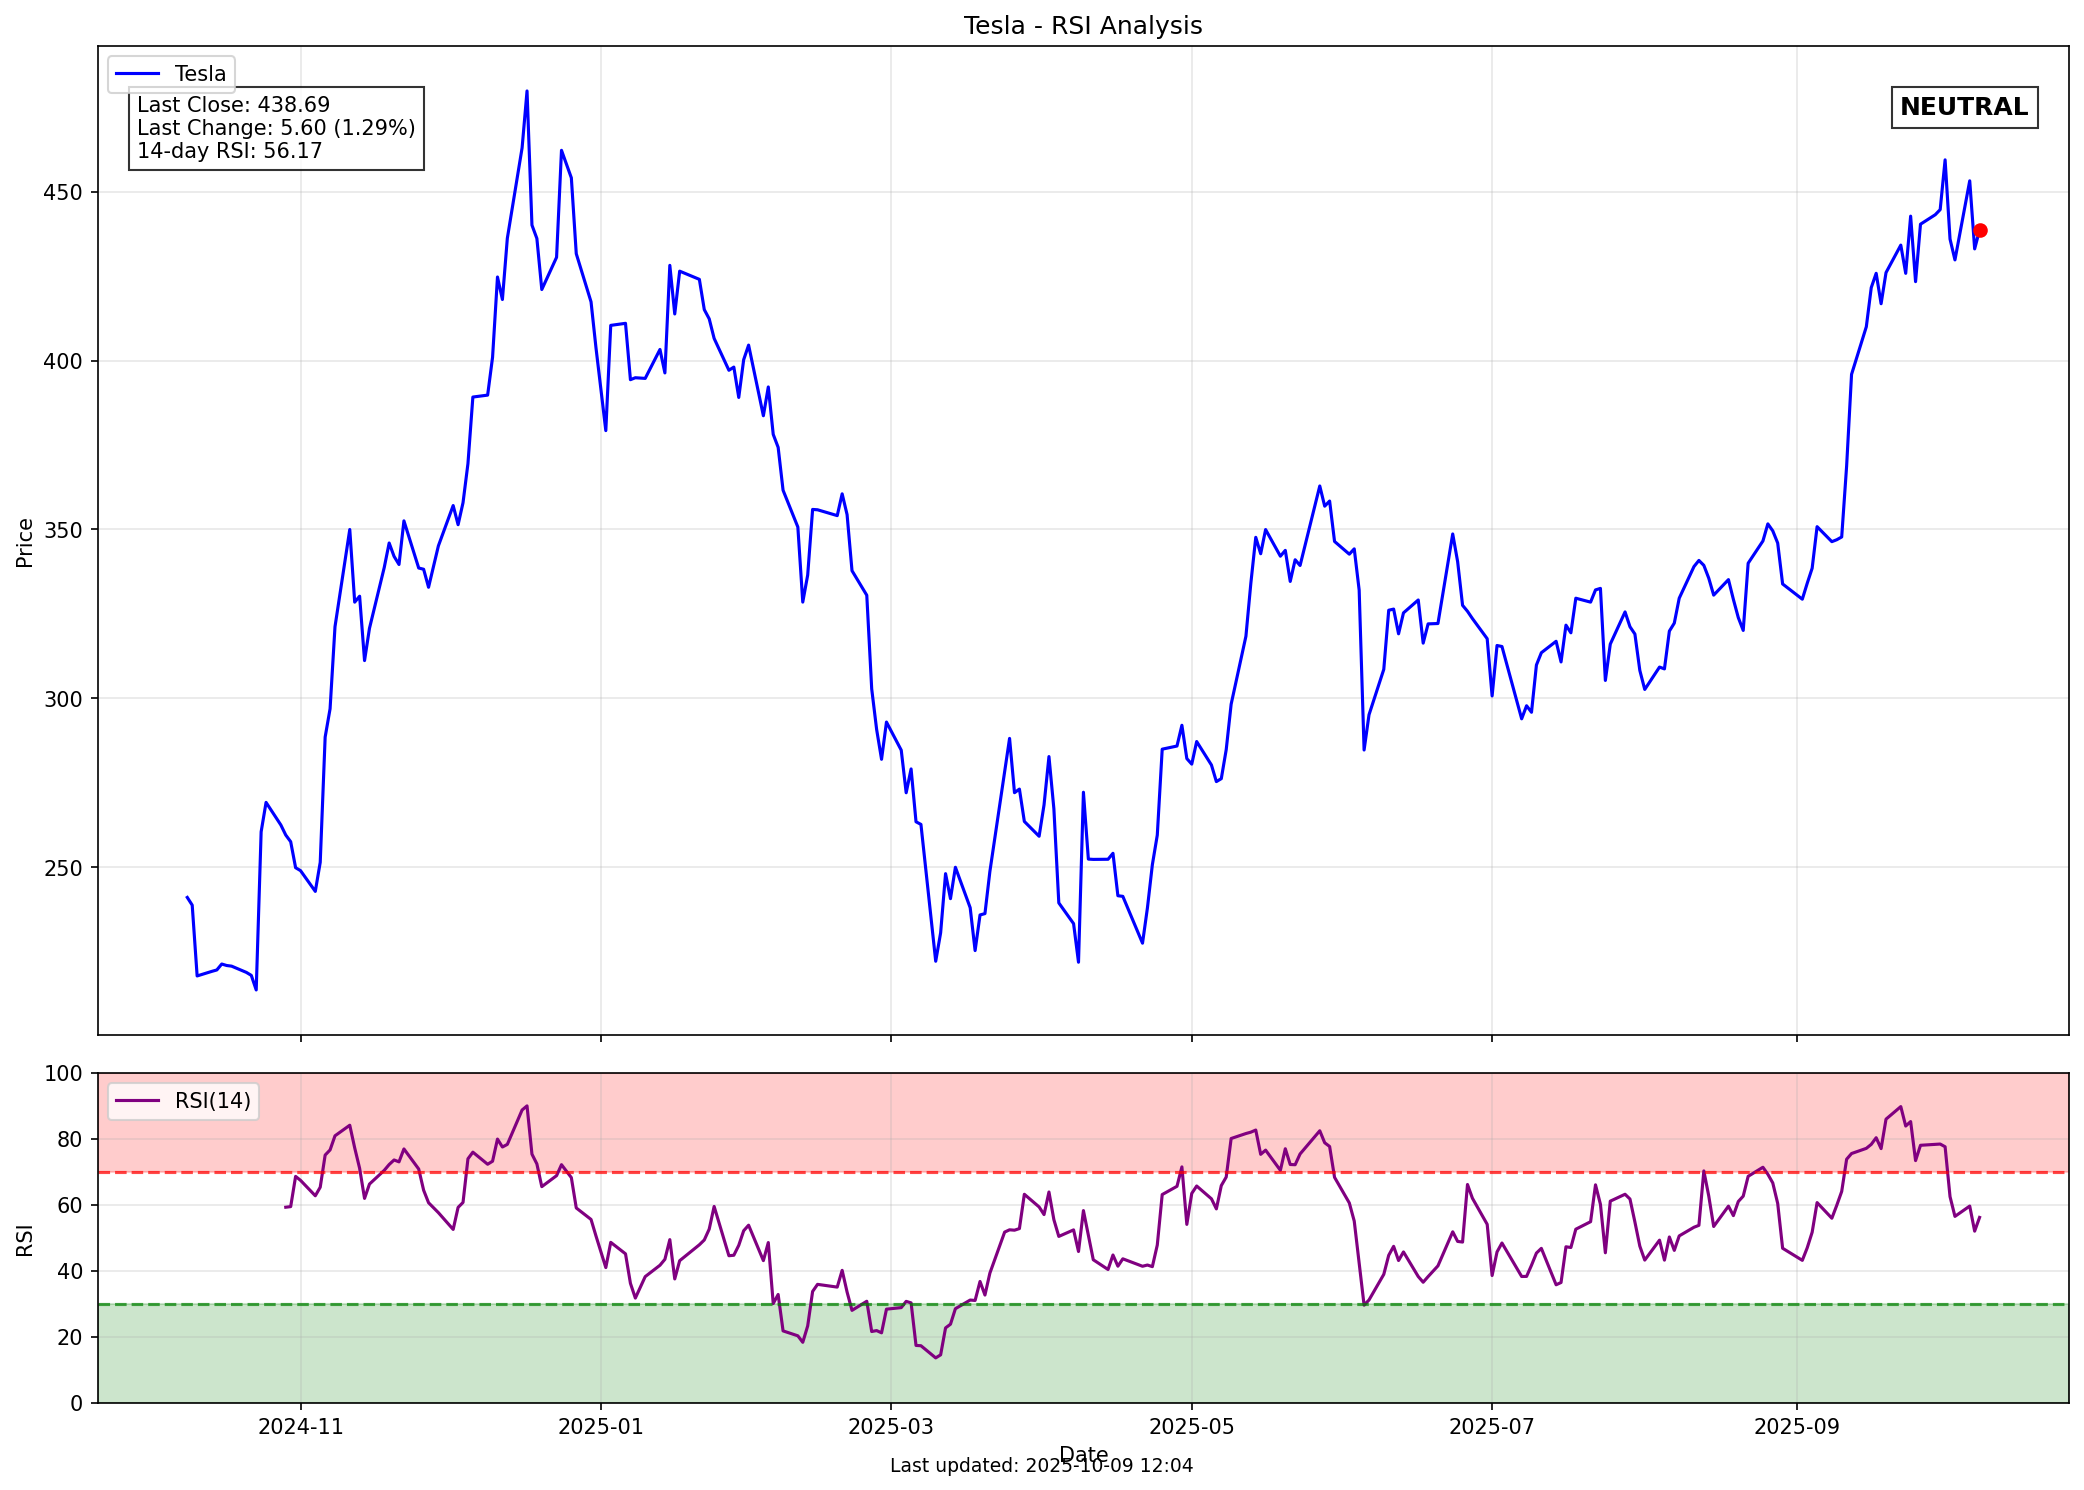 Tesla - RSI Analysis
Tesla
Last Close: 438.69
Last Change: 5.60 (1.29%)
14-day RSI: 56.17
NEUTRAL
450
400
350
300
250
Price
100
80
60
40
20
0
RSI
RSI(14)
2024-11
2025-01
2025-03
2025-05
2025-07
2025-09
Date
Last updated: 2025-10-09 12:04